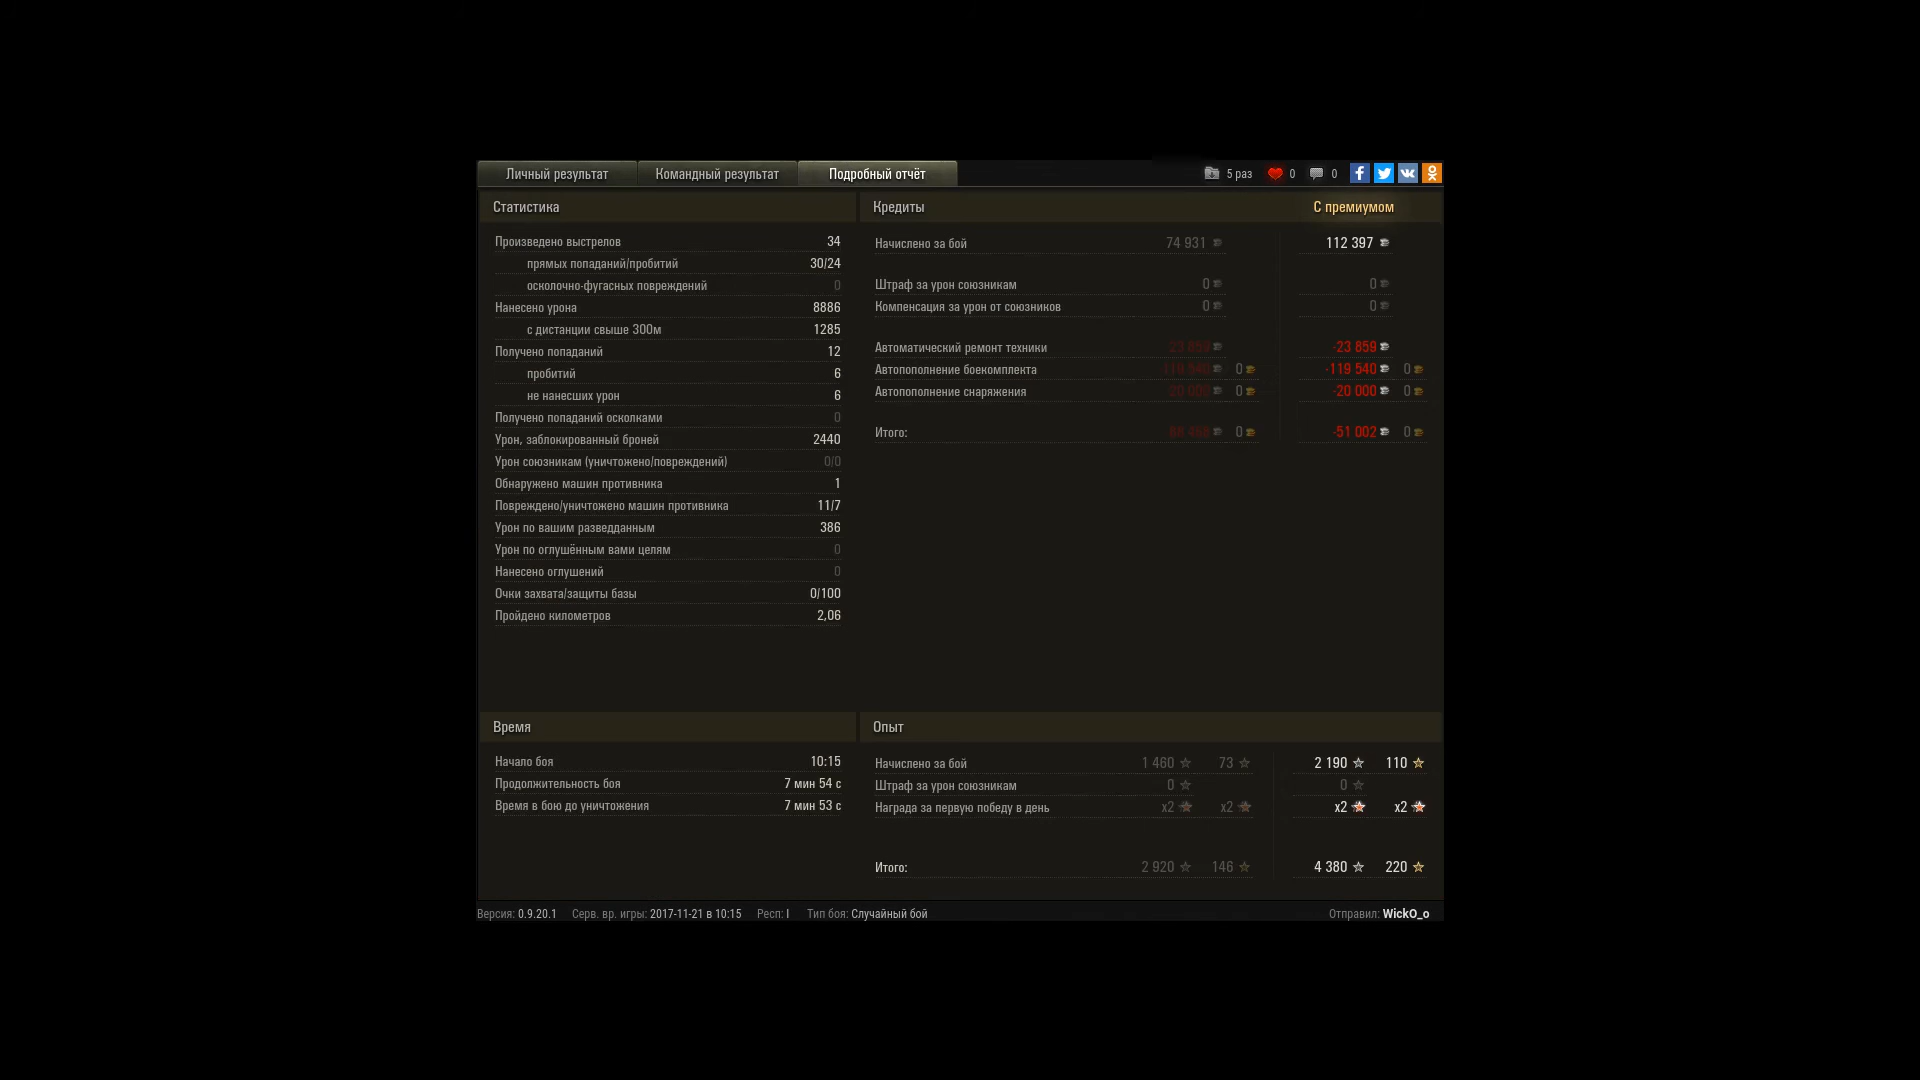 Личный результат Командный результат Подробный отчёт 5 раз 0 0
Статистика
Произведено выстрелов 34
прямых попаданий/пробитий 30/24
осколочно-фугасных повреждений 0
Нанесено урона 8886
с дистанции свыше 300м 1285
Получено попаданий 12
пробитий 6
не нанесших урон 6
Получено попаданий осколками 0
Урон, заблокированный броней 2440
Урон союзникам (уничтожено/повреждений) 0/0
Обнаружено машин противника 1
Повреждено/уничтожено машин противника 11/7
Урон по вашим разведданным 386
Урон по оглушённым вами целям 0
Нанесено оглушений 0
Очки захвата/защиты базы 0/100
Пройдено километров 2,06
Кредиты С премиумом
Начислено за бой 74 931 112 397
Штраф за урон союзникам 0 0
Компенсация за урон от союзников 0 0
Автоматический ремонт техники -23 859 -23 859
Автопополнение боекомплекта -119 540 0 -119 540 0
Автопополнение снаряжения -20 000 0 -20 000 0
Итого: 0 -51 002 0
Время
Начало боя 10:15
Продолжительность боя 7 мин 54 с
Время в бою до уничтожения 7 мин 53 с
Опыт
Начислено за бой 1 460 73 2 190 110
Штраф за урон союзникам 0 0
Награда за первую победу в день x2 x2 x2 x2
Итого: 2 920 146 4 380 220
Версия: 0.9.20.1 Серв. вр. игры: 2017-11-21 в 10:15 Респ: I Тип боя: Случайный бой Отправил: WickO_o